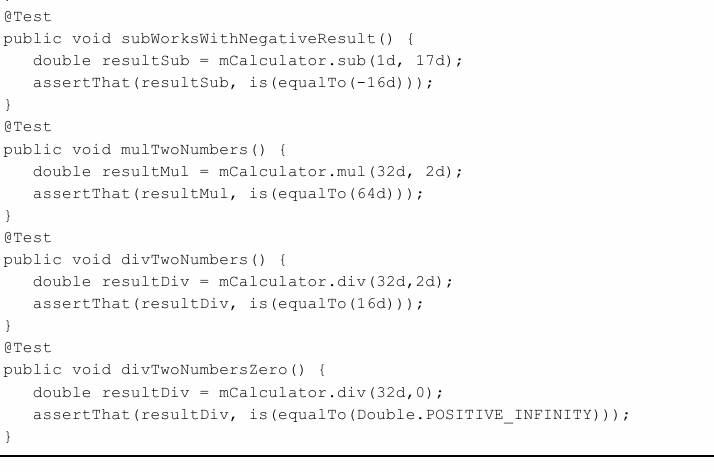 @Test
public void subWorksWithNegativeResult() {
double resultSub = mCalculator.sub(1d, 17d);
assertThat(resultSub, is(equalTo(-16d)));
}
@Test
public void mulTwoNumbers() {
double resultMul = mCalculator.mul(32d, 2d);
assertThat(resultMul, is(equalTo(64d)));
}
@Test
public void divTwoNumbers() {
double resultDiv = mCalculator.div(32d,2d);
assertThat(resultDiv, is(equalTo(16d)));
}
@Test
public void divTwoNumbersZero() {
double resultDiv = mCalculator.div(32d,0);
assertThat(resultDiv, is(equalTo(Double.POSITIVE_INFINITY)));
}